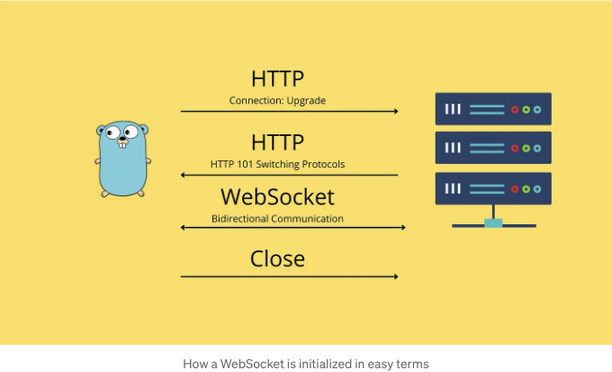 HTTP
Connection: Upgrade
HTTP
HTTP 101 Switching Protocols
WebSocket
Bidirectional Communication
Close
How a WebSocket is initialized in easy terms